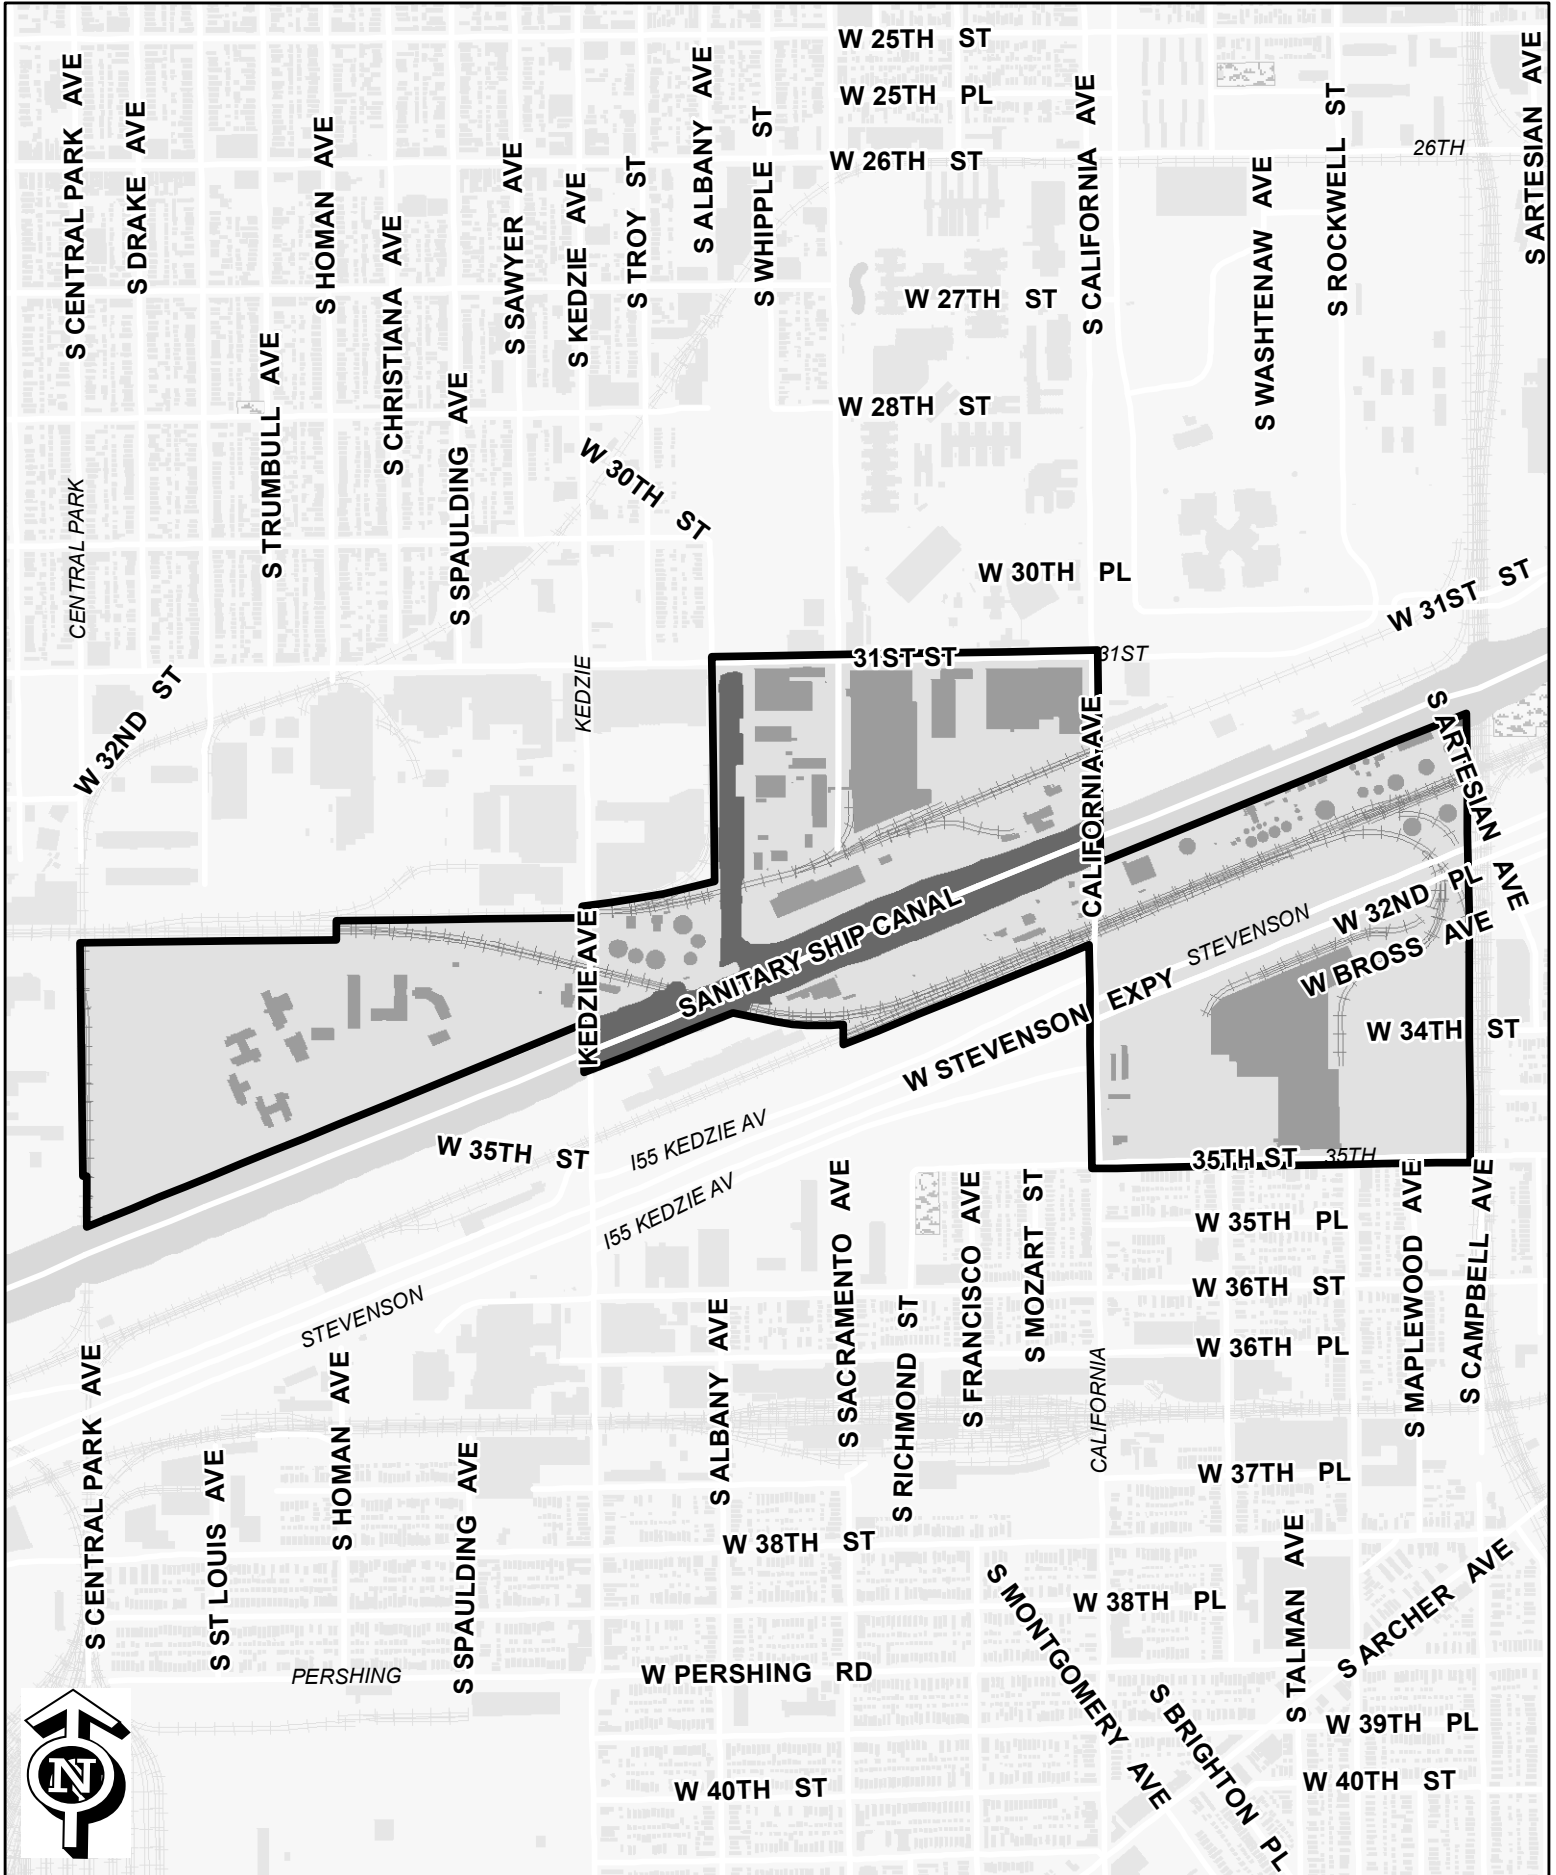 W 25TH ST
W 25TH PL
W 26TH ST
26TH
S CENTRAL PARK AVE
S DRAKE AVE
S HOMAN AVE
S SAWYER AVE
S KEDZIE AVE
S TROY ST
S ALBANY AVE
S WHIPPLE ST
S CALIFORNIA AVE
S WASHTENAW AVE
S ROCKWELL ST
S ARTESIAN AVE
W 27TH ST
S CHRISTIANA AVE
S TRUMBULL AVE
S SPAULDING AVE
W 28TH ST
W 30TH ST
CENTRAL PARK
W 30TH PL
W 31ST ST
31ST ST
31ST
KEDZIE
W 32ND ST
CALIFORNIA AVE
S ARTESIAN AVE
KEDZIE AVE
SANITARY SHIP CANAL
STEVENSON
W 32ND PL
W BROSS AVE
W STEVENSON EXPY
W 34TH ST
W 35TH ST
I55 KEDZIE AV
I55 KEDZIE AV
35TH ST
35TH
W 35TH PL
W 36TH ST
W 36TH PL
STEVENSON
S CENTRAL PARK AVE
S HOMAN AVE
S ST LOUIS AVE
S SPAULDING AVE
S ALBANY AVE
S SACRAMENTO AVE
S RICHMOND ST
S FRANCISCO AVE
S MOZART ST
CALIFORNIA
S MAPLEWOOD AVE
S CAMPBELL AVE
W 37TH PL
W 38TH ST
W 38TH PL
S MONTGOMERY AVE
S TALMAN AVE
S ARCHER AVE
PERSHING
W PERSHING RD
S BRIGHTON PL
W 39TH PL
W 40TH ST
W 40TH ST
N